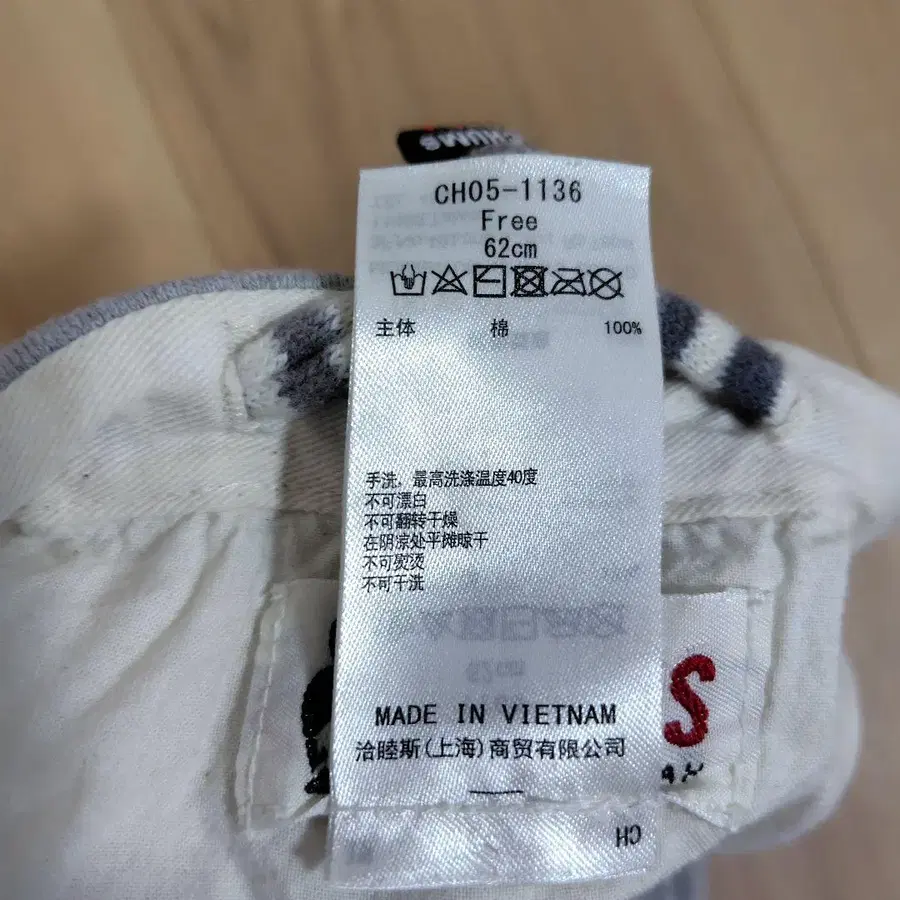 CHUMS
CH05-1136
Free
62cm
主体 棉 100%
手洗，最高洗涤温度40度
不可漂白
不可翻转干燥
在阴凉处平摊晾干
不可熨烫
不可干洗
S
MADE IN VIETNAM
洽睦斯(上海)商贸有限公司
CH